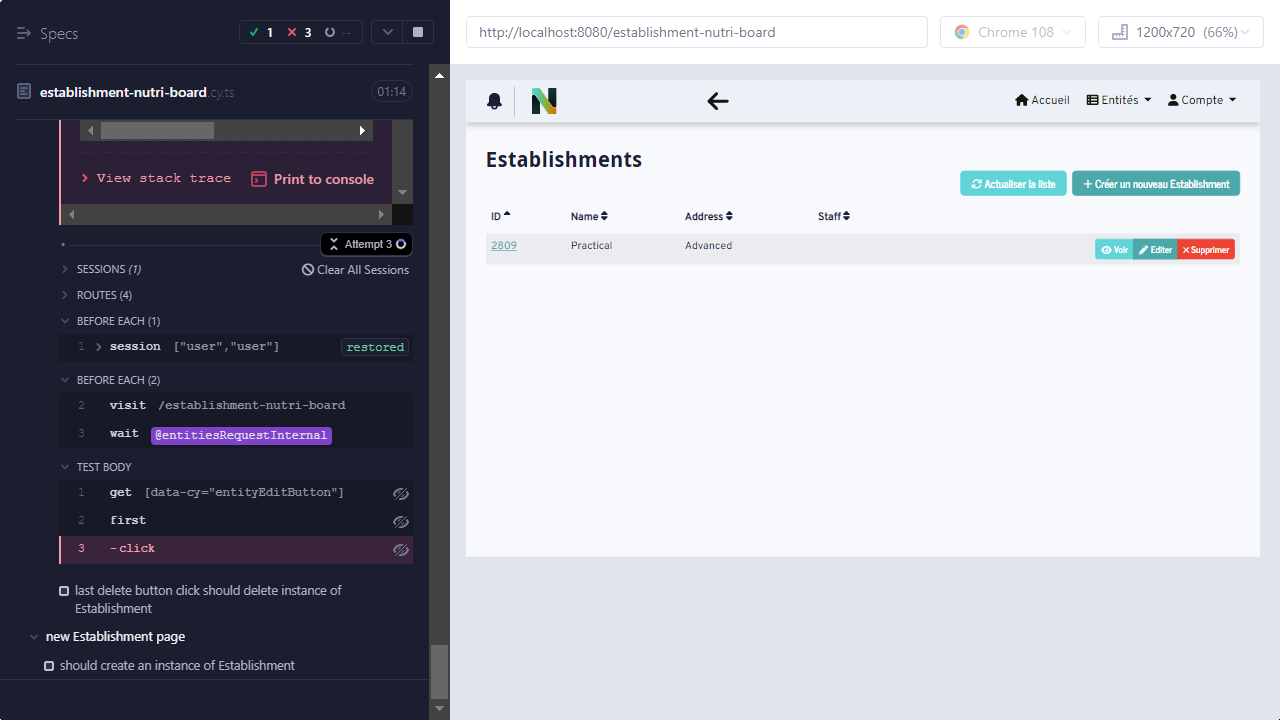 Specs
1
3
--
establishment-nutri-board.cy.ts
01:14
View stack trace
Print to console
Attempt 3
SESSIONS (1)
Clear All Sessions
ROUTES (4)
BEFORE EACH (1)
1 session ["user","user"] restored
BEFORE EACH (2)
2 visit /establishment-nutri-board
3 wait @entitiesRequestInternal
TEST BODY
1 get [data-cy="entityEditButton"]
2 first
3 -click
last delete button click should delete instance of
Establishment
new Establishment page
should create an instance of Establishment
http://localhost:8080/establishment-nutri-board
Chrome 108
1200x720 (66%)
Accueil
Entités
Compte
Establishments
Actualiser la liste
+ Créer un nouveau Establishment
ID Name Address Staff
2809 Practical Advanced
Voir
Editer
Supprimer